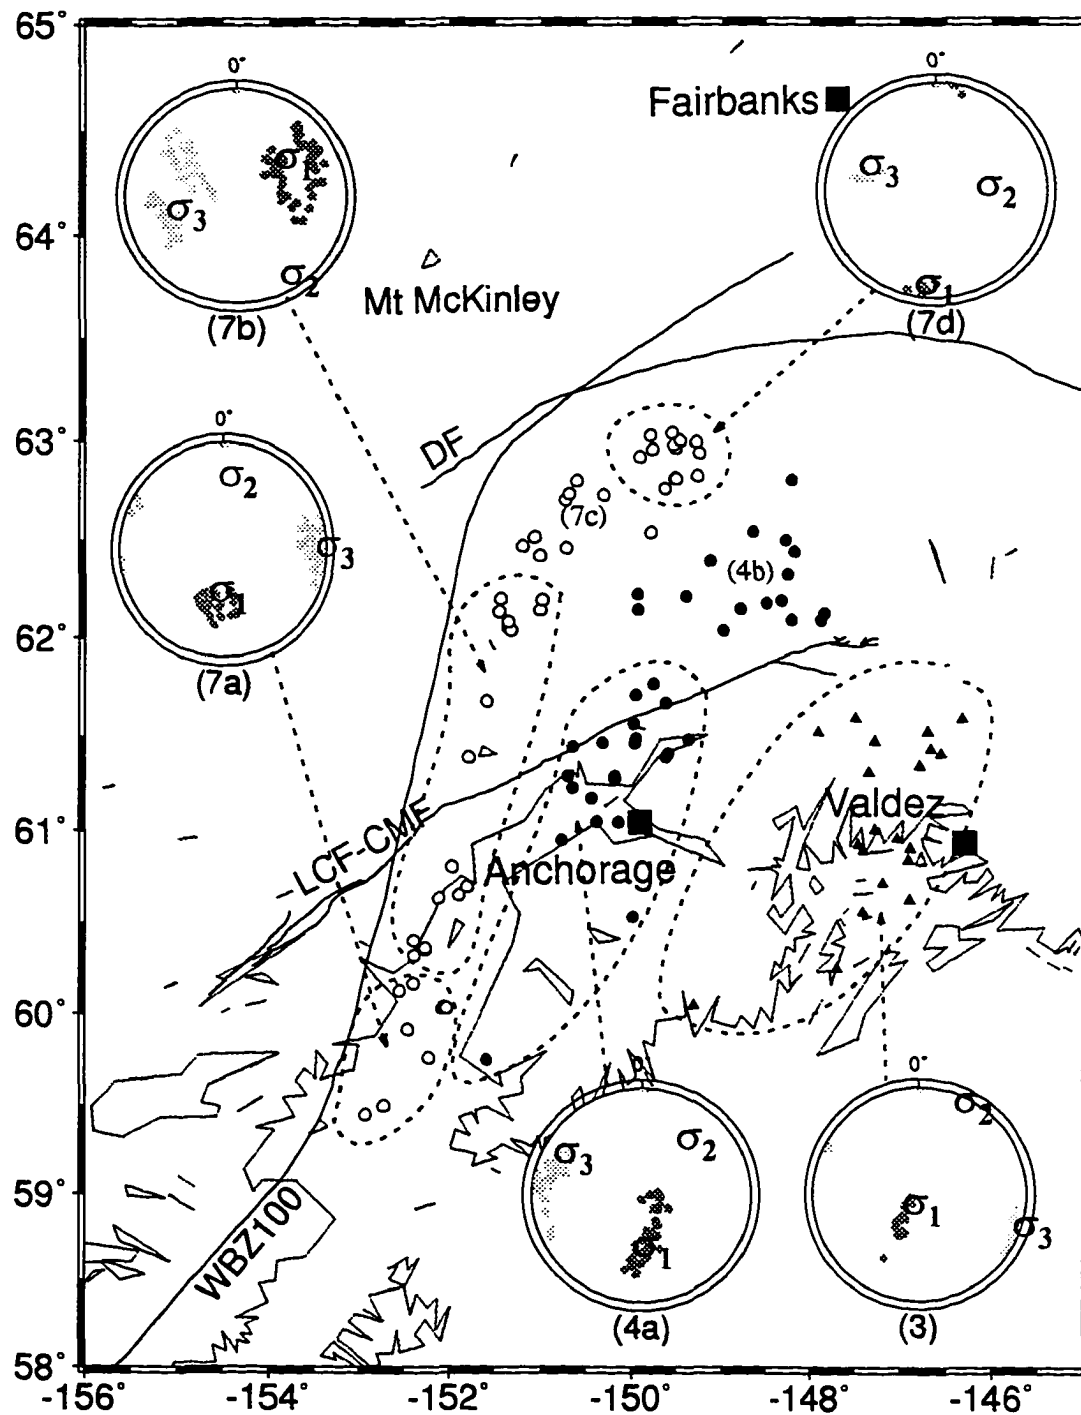 65°
64°
63°
62°
61°
60°
59°
58°
-156°
-154°
-152°
-150°
-148°
-146°
0°
σ1
σ3
σ2
(7b)
Fairbanks
0°
σ3
σ2
σ1
(7d)
Mt McKinley
DF
0°
σ2
σ3
σ1
(7a)
(7c)
(4b)
Valdez
-LCF-CMF
Anchorage
WBZ100
0°
σ3
σ2
σ1
(4a)
0°
σ2
σ1
σ3
(3)